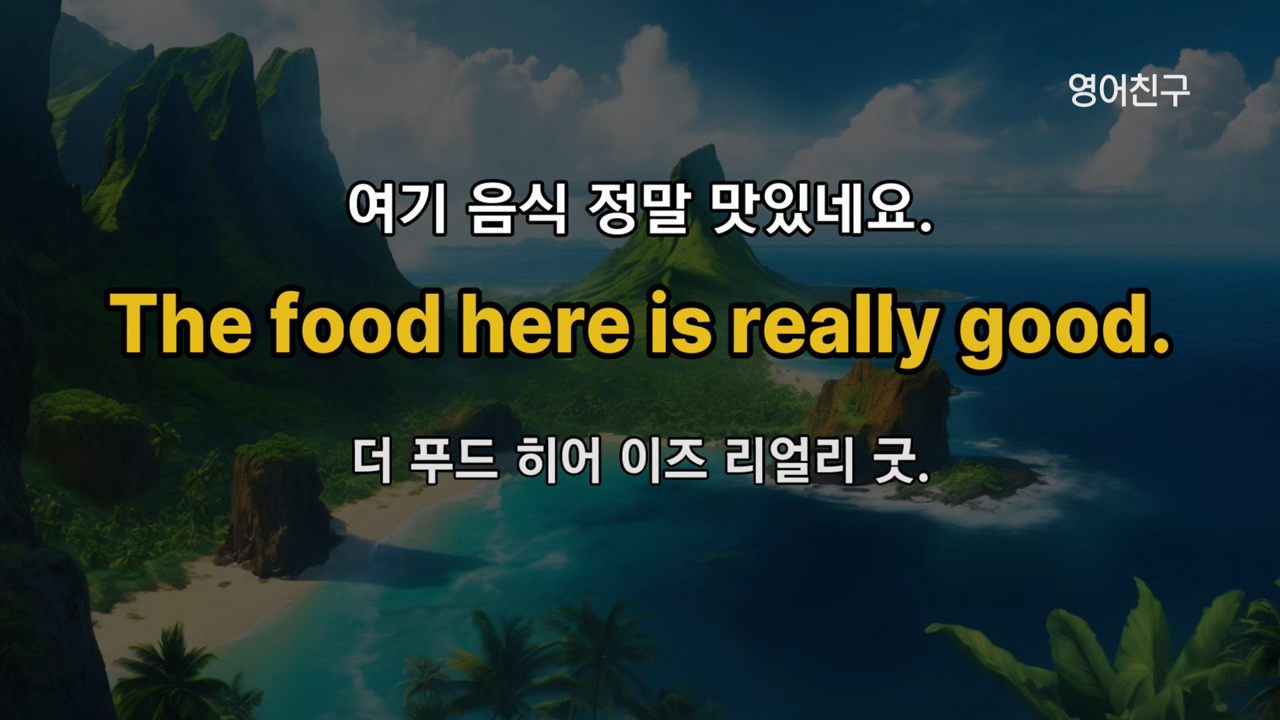 영어친구
여기 음식 정말 맛있네요.
The food here is really good.
더 푸드 히어 이즈 리얼리 굿.